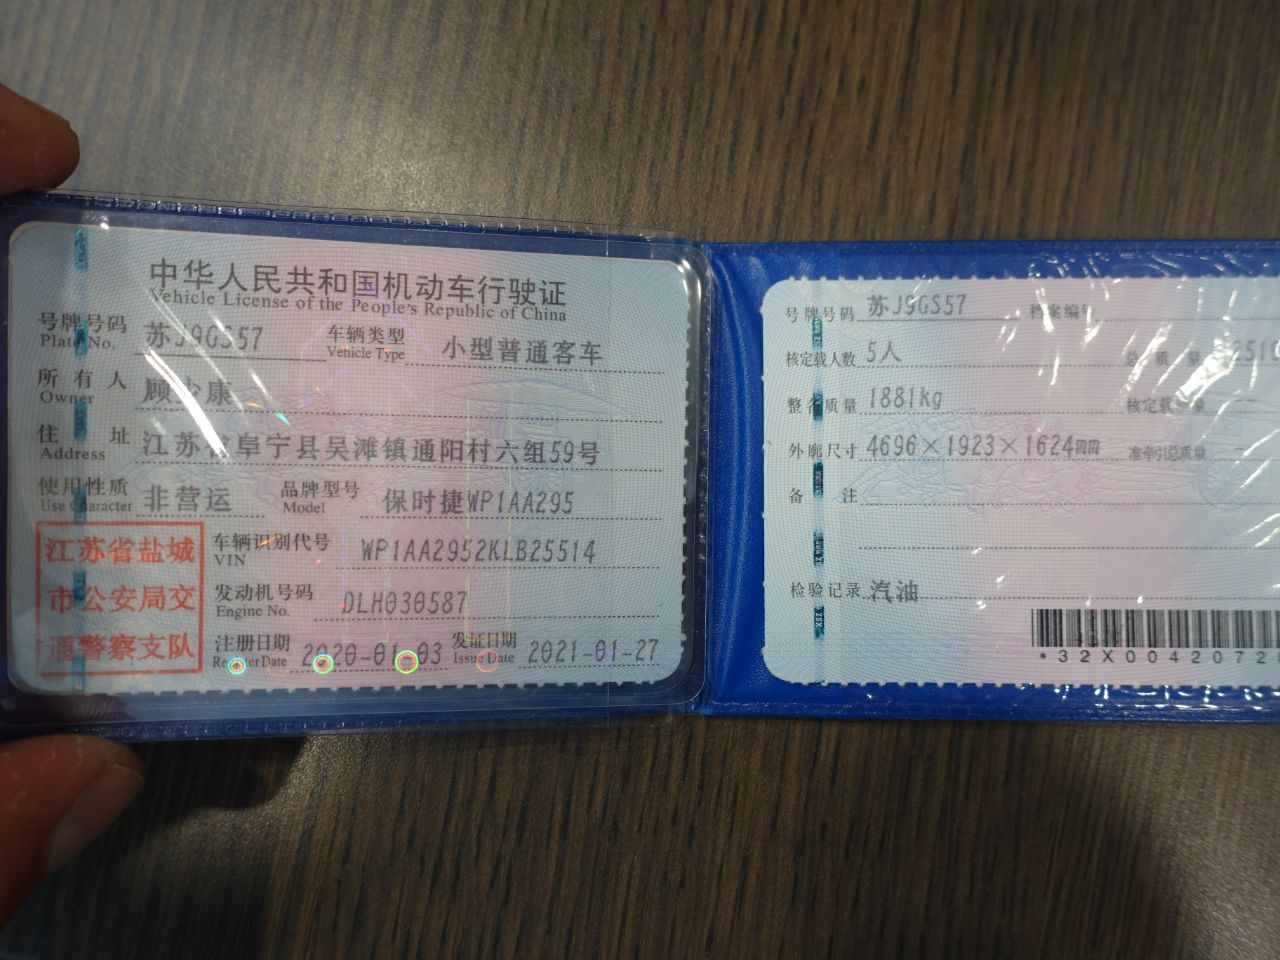 中华人民共和国机动车行驶证
Vehicle License of the People's Republic of China
号牌号码 苏J9GS57 车辆类型 小型普通客车
Plate No. Vehicle Type
所有人 顾少康
Owner
住址 江苏省阜宁县吴滩镇通阳村六组59号
Address
使用性质 非营运 品牌型号 保时捷WP1AA295
Use Character Model
江苏省盐城
市公安局交
通警察支队
车辆识别代号 WP1AA2952KLB25514
VIN
发动机号码 DLH030587
Engine No.
注册日期 2020-01-03 发证日期 2021-01-27
Register Date Issue Date
号牌号码 苏J9GS57 档案编号
核定载人数 5人 总质量 2510
整备质量 1881kg 核定载质量
外廓尺寸 4696×1923×1624mm 准牵引总质量
备注
检验记录 汽油
*32X0042072